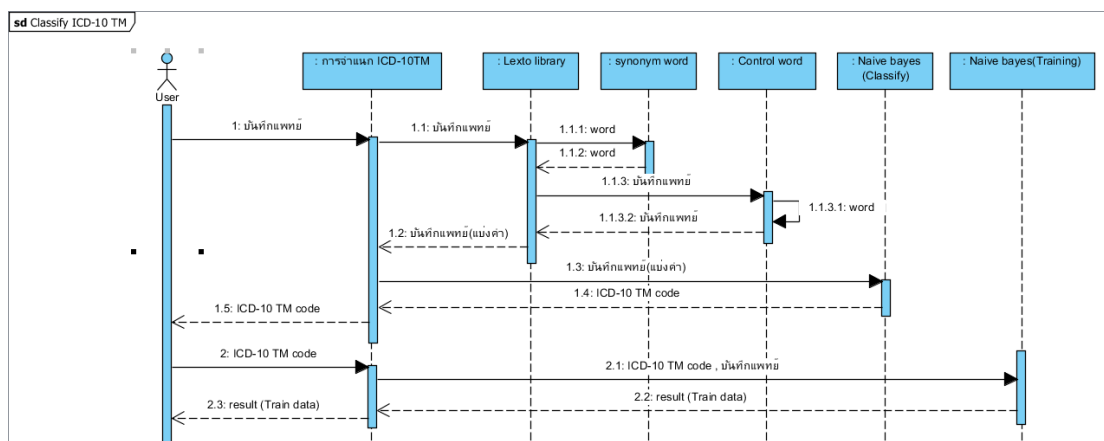 sd Classify ICD-10 TM
: การจำแนก ICD-10TM
: Lexto library
: synonym word
: Control word
: Naive bayes
(Classify)
: Naive bayes(Training)
User
1: บันทึกแพทย์
1.1: บันทึกแพทย์
1.1.1: word
1.1.2: word
1.1.3: บันทึกแพทย์
1.1.3.1: word
1.1.3.2: บันทึกแพทย์
1.2: บันทึกแพทย์(แบ่งคำ)
1.3: บันทึกแพทย์(แบ่งคำ)
1.4: ICD-10 TM code
1.5: ICD-10 TM code
2: ICD-10 TM code
2.1: ICD-10 TM code , บันทึกแพทย์
2.2: result (Train data)
2.3: result (Train data)